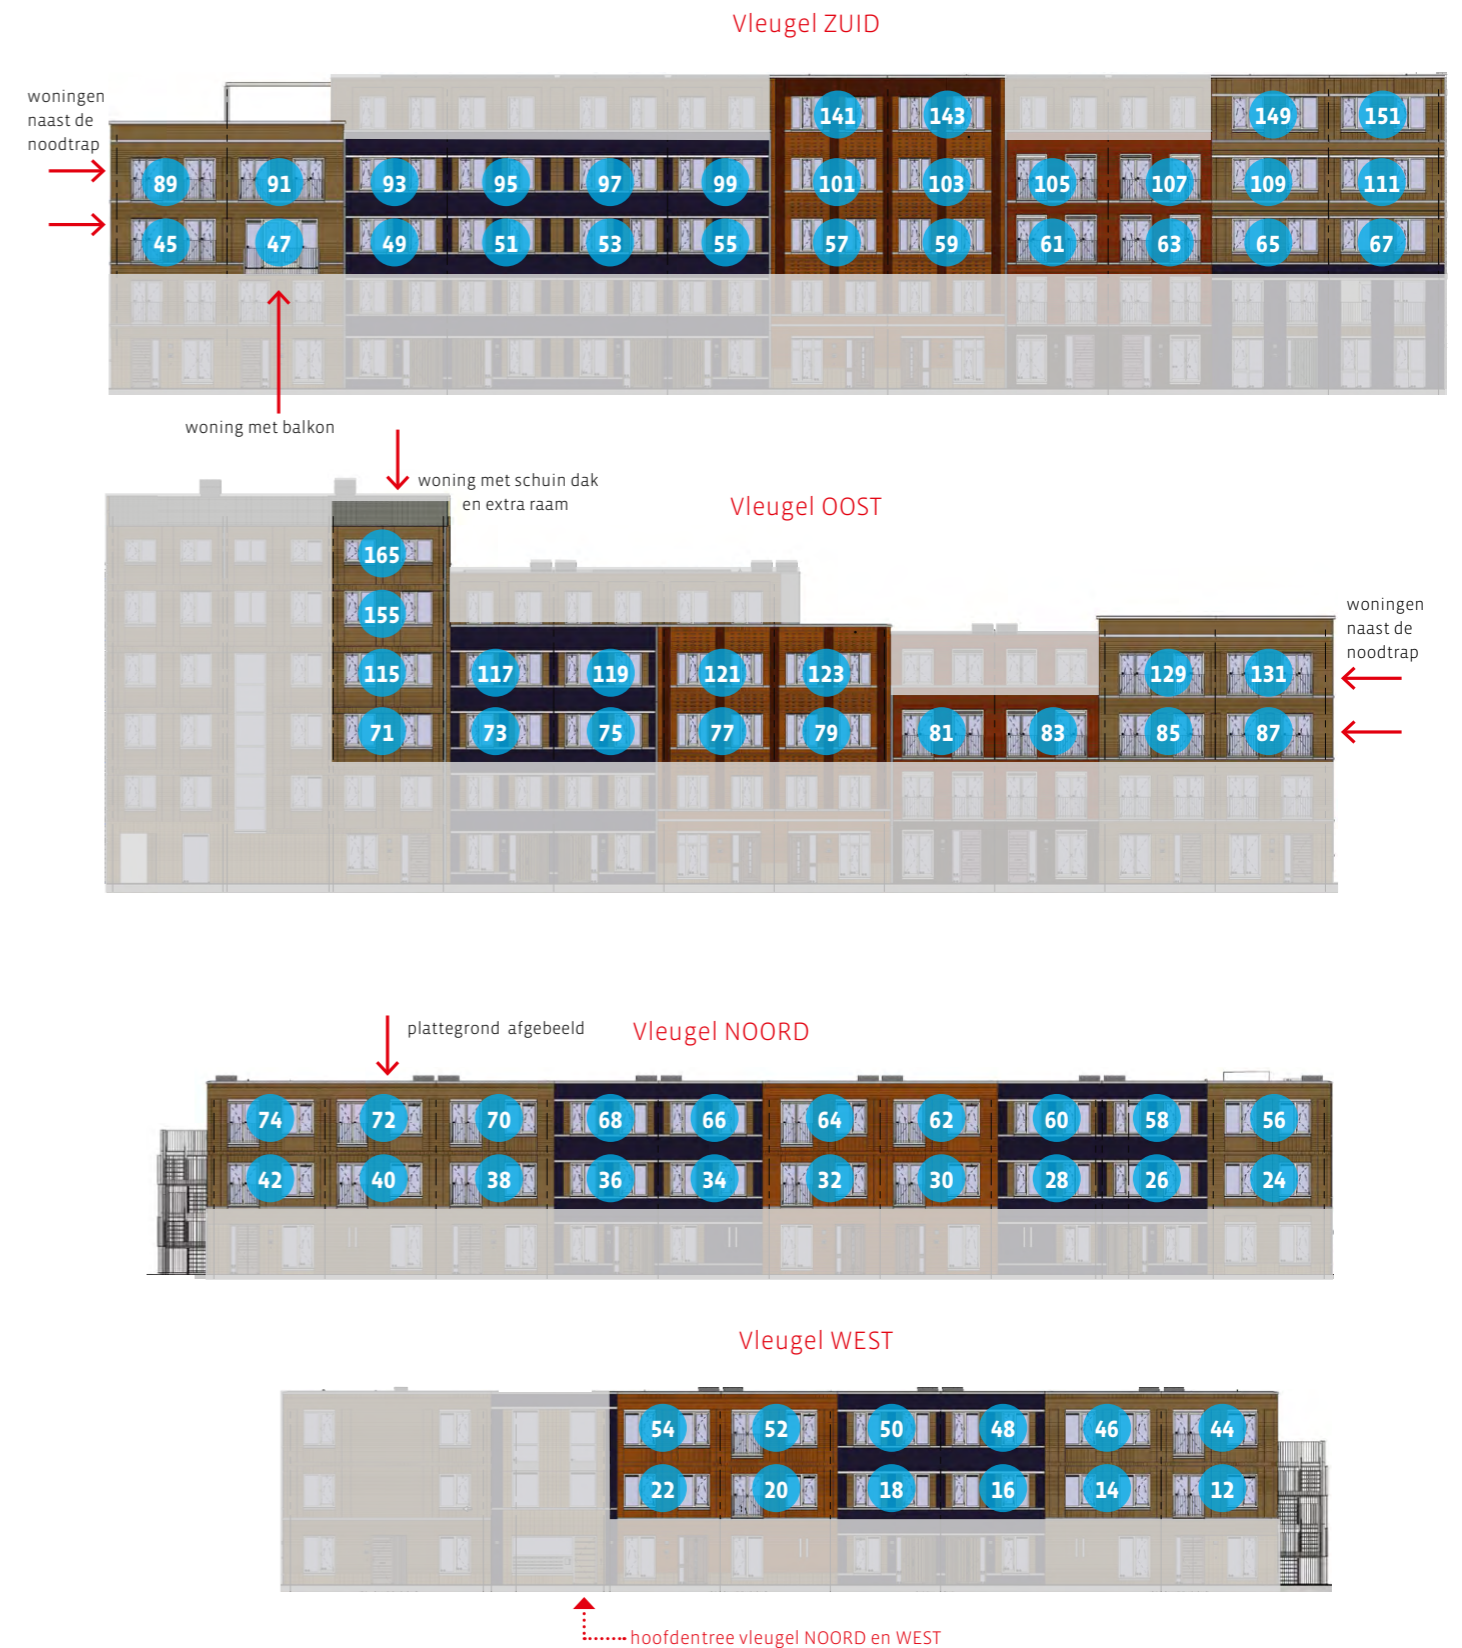 Vleugel ZUID
woningen
naast de
noodtrap
141 143 149 151
89 91 93 95 97 99 101 103 105 107 109 111
45 47 49 51 53 55 57 59 61 63 65 67
woning met balkon
woning met schuin dak
en extra raam
Vleugel OOST
165
155
woningen
naast de
noodtrap
115 117 119 121 123 129 131
71 73 75 77 79 81 83 85 87
plattegrond afgebeeld
Vleugel NOORD
74 72 70 68 66 64 62 60 58 56
42 40 38 36 34 32 30 28 26 24
Vleugel WEST
54 52 50 48 46 44
22 20 18 16 14 12
hoofdentree vleugel NOORD en WEST